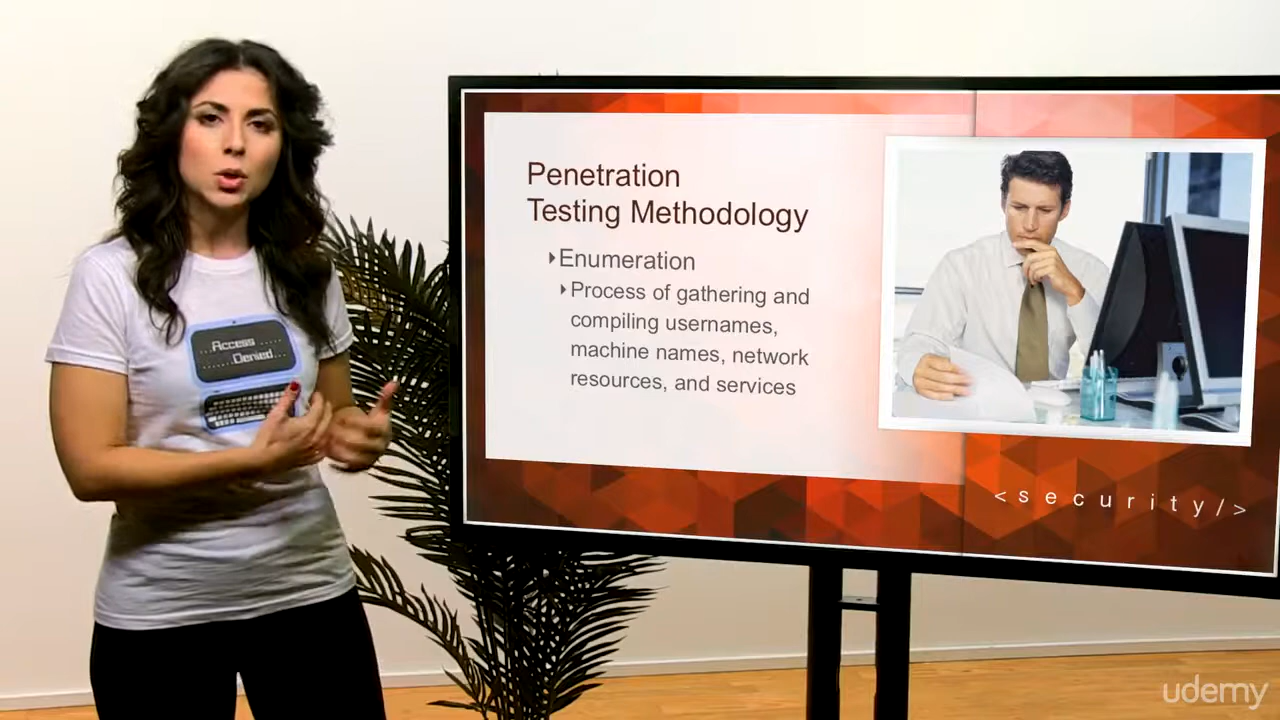 Penetration
Testing Methodology
Enumeration
Process of gathering and
compiling usernames,
machine names, network
resources, and services
Access
Denied
<security/>
udemy